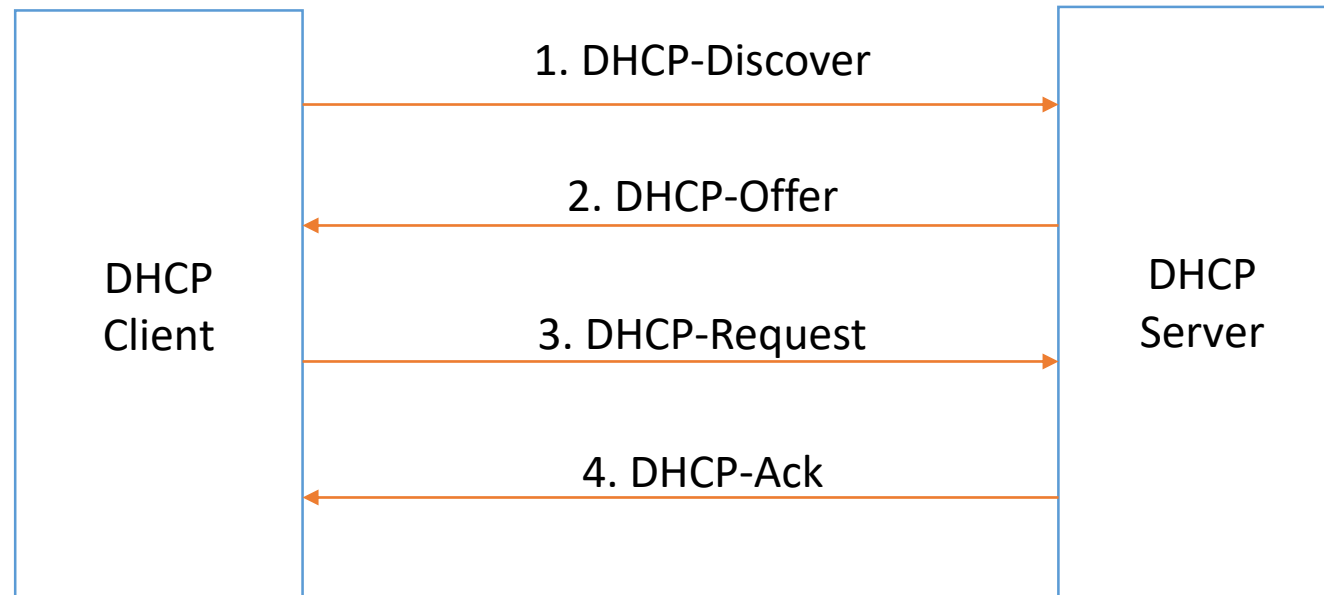 1. DHCP-Discover
2. DHCP-Offer
DHCP
Client
DHCP
Server
3. DHCP-Request
4. DHCP-Ack